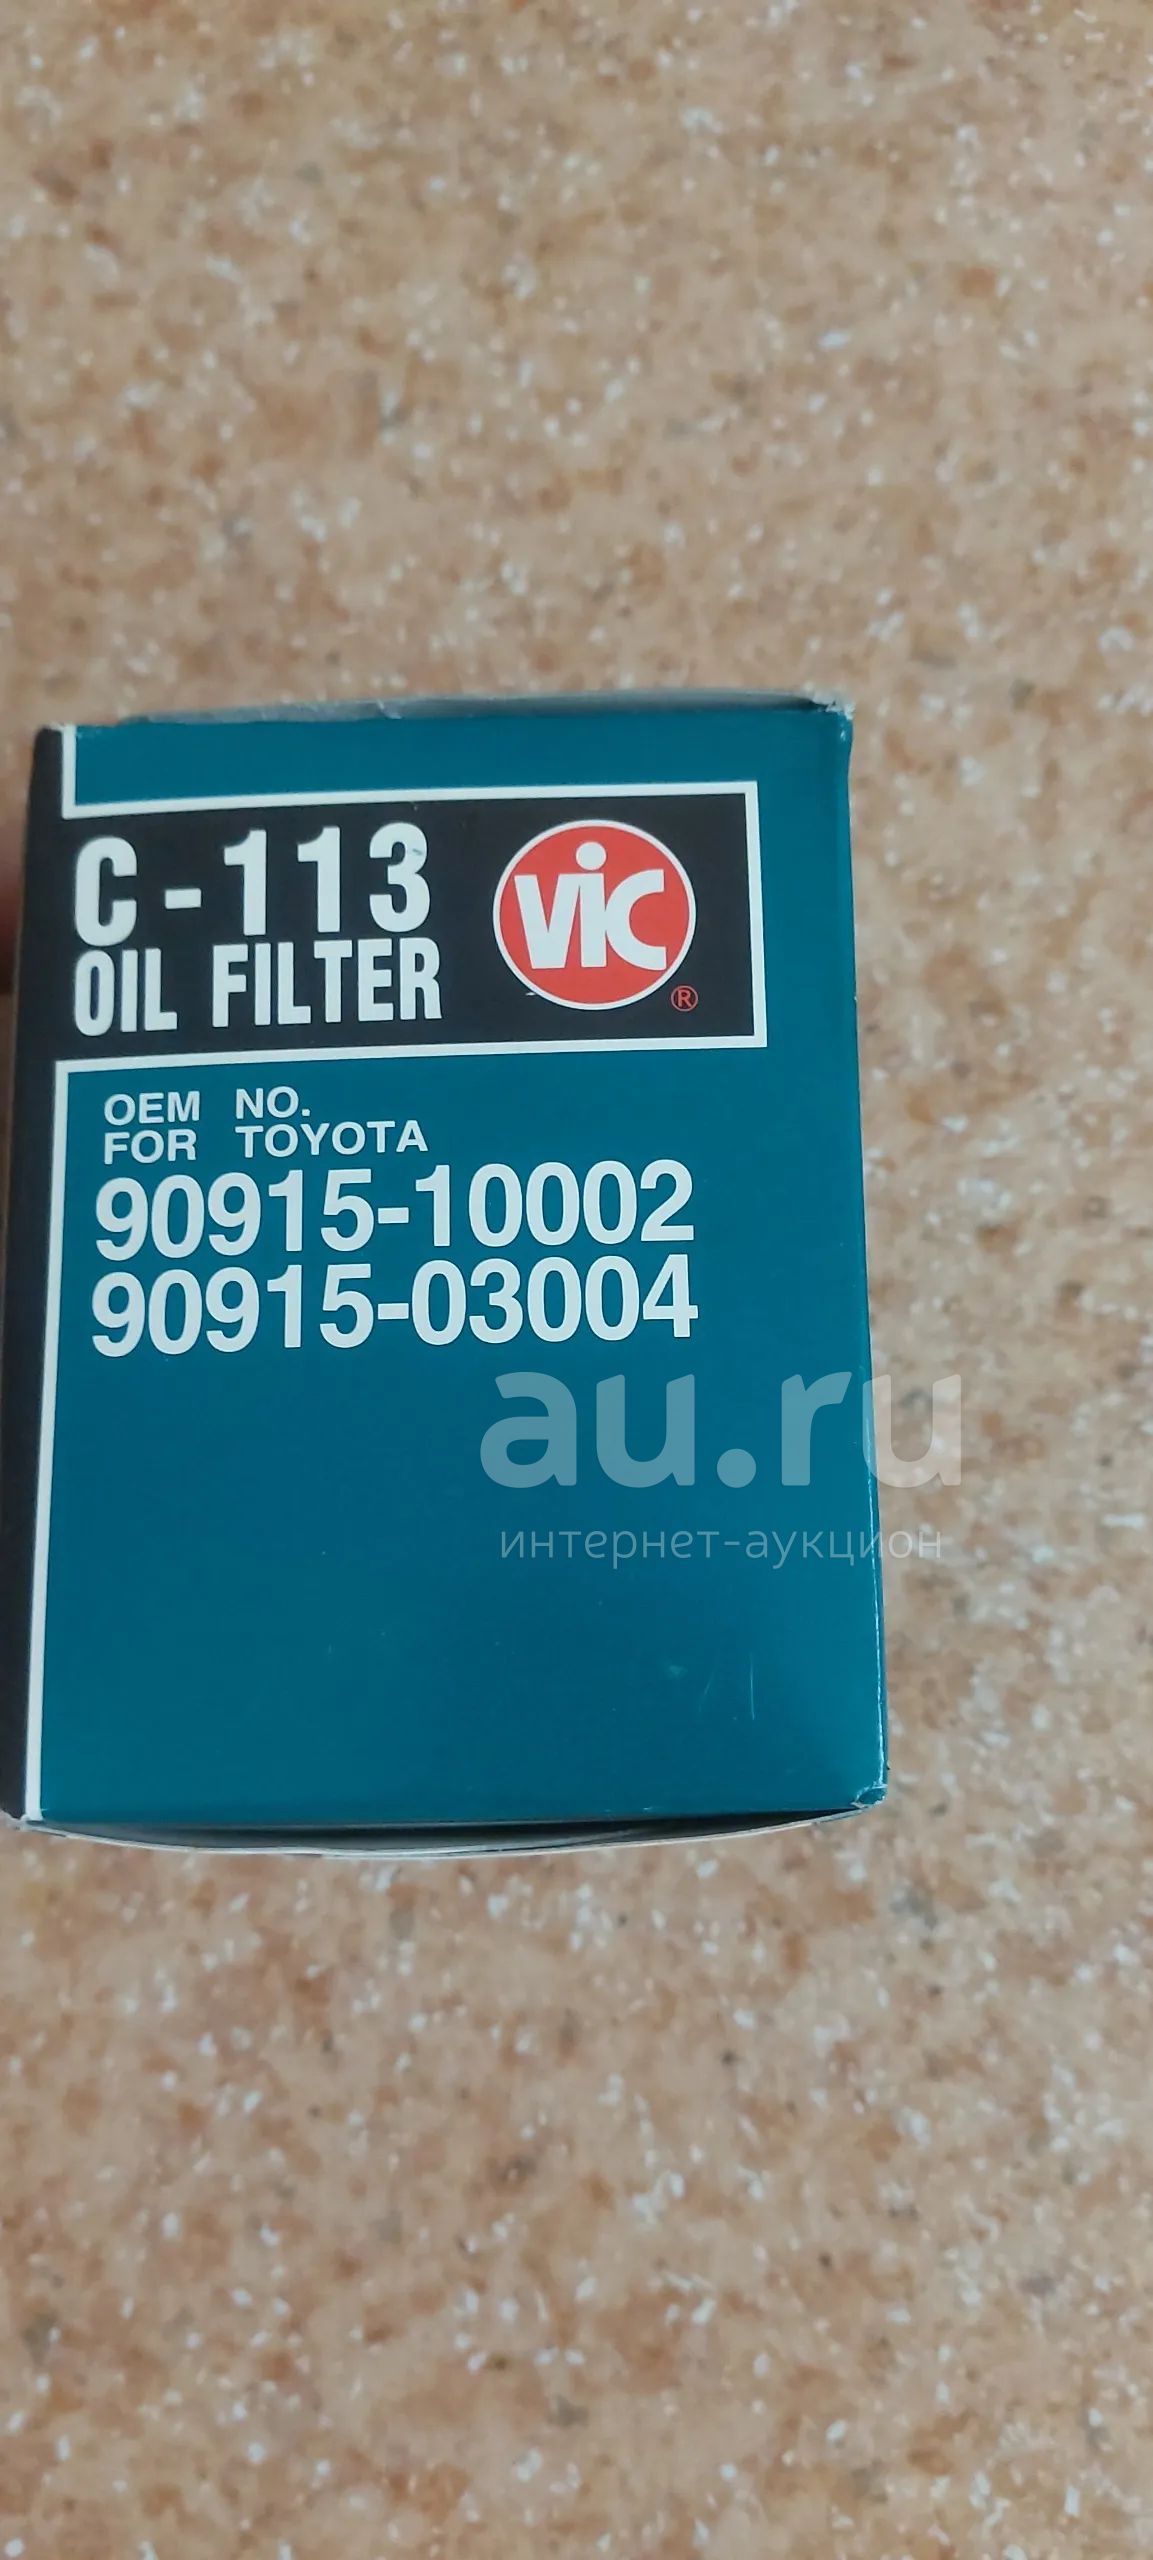 C-113
OIL FILTER
VIC
®
OEM NO.
FOR TOYOTA
90915-10002
90915-03004
au.ru
интернет-аукцион